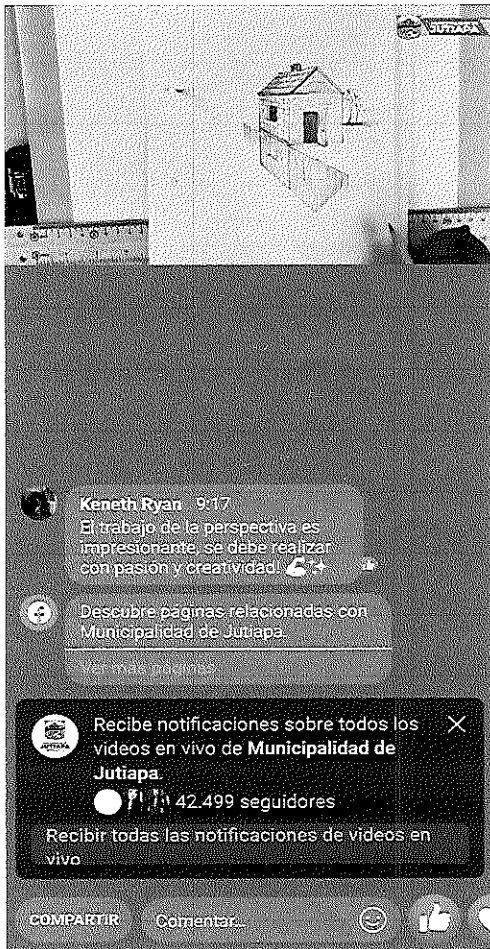 JUTIAPA
Keneth Ryan 9:17
El trabajo de la perspectiva es
impresionante, se debe realizar
con pasión y creatividad!
Descubre páginas relacionadas con
Municipalidad de Jutiapa.
Ver más páginas
Recibe notificaciones sobre todos los
videos en vivo de Municipalidad de
Jutiapa.
42.499 seguidores
Recibir todas las notificaciones de videos en
vivo
COMPARTIR
Comentar...